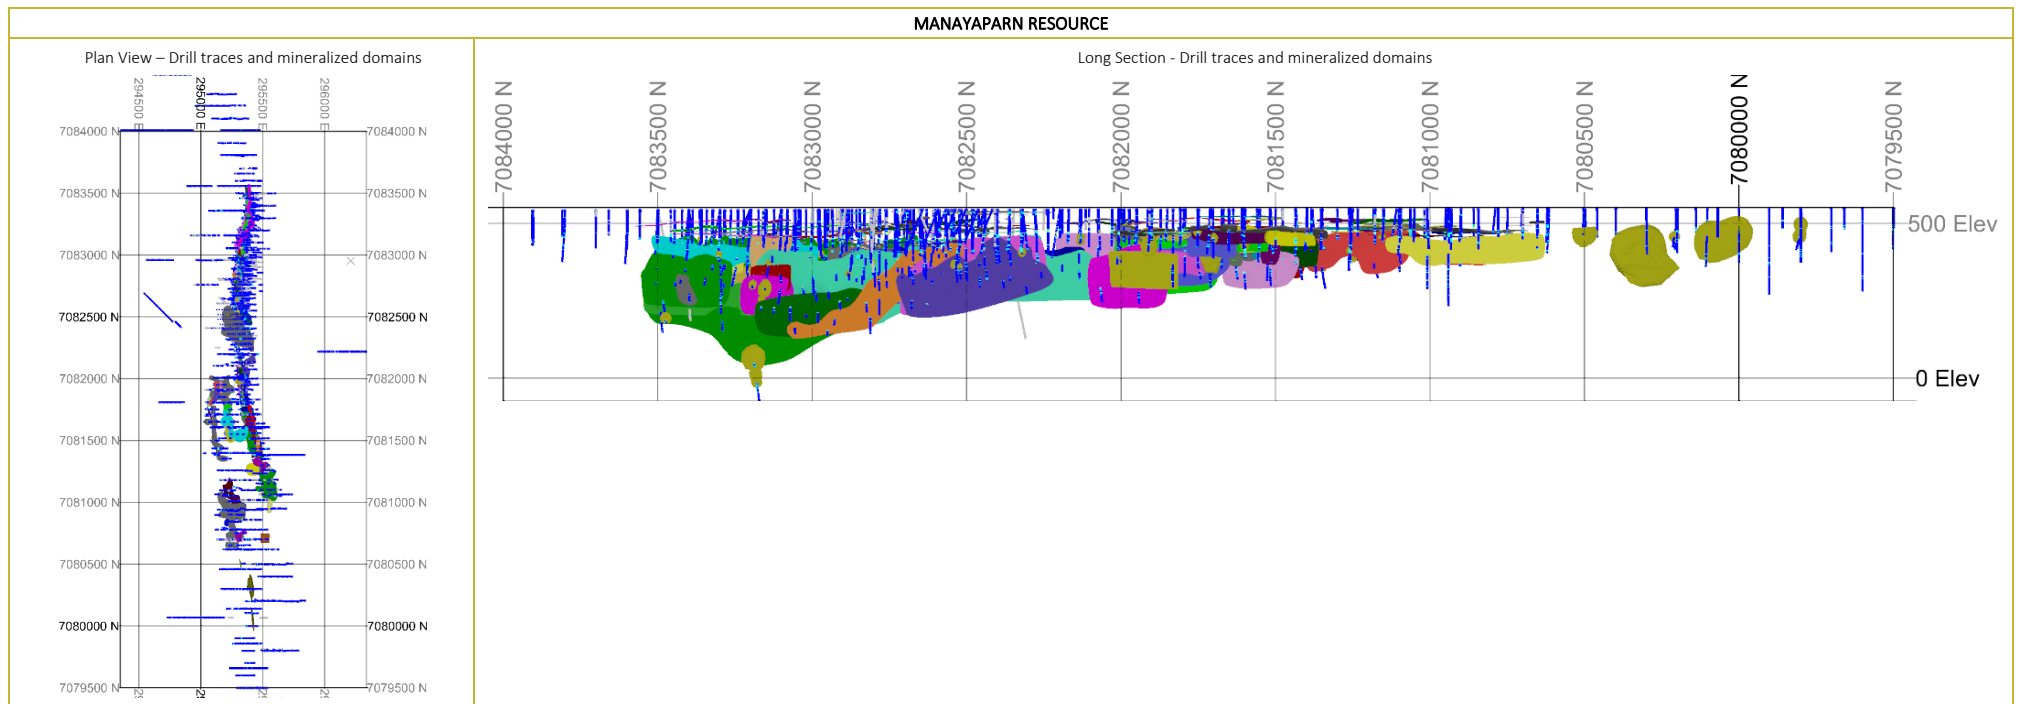 MANAYAPARN RESOURCE
Plan View – Drill traces and mineralized domains
294500 E
295000 E
295500 E
296000 E
7084000 N
7084000 N
7083500 N
7083500 N
7083000 N
7083000 N
7082500 N
7082500 N
7082000 N
7082000 N
7081500 N
7081500 N
7081000 N
7081000 N
7080500 N
7080500 N
7080000 N
7080000 N
7079500 N
7079500 N
Long Section - Drill traces and mineralized domains
7084000 N
7083500 N
7083000 N
7082500 N
7082000 N
7081500 N
7081000 N
7080500 N
7080000 N
7079500 N
500 Elev
0 Elev